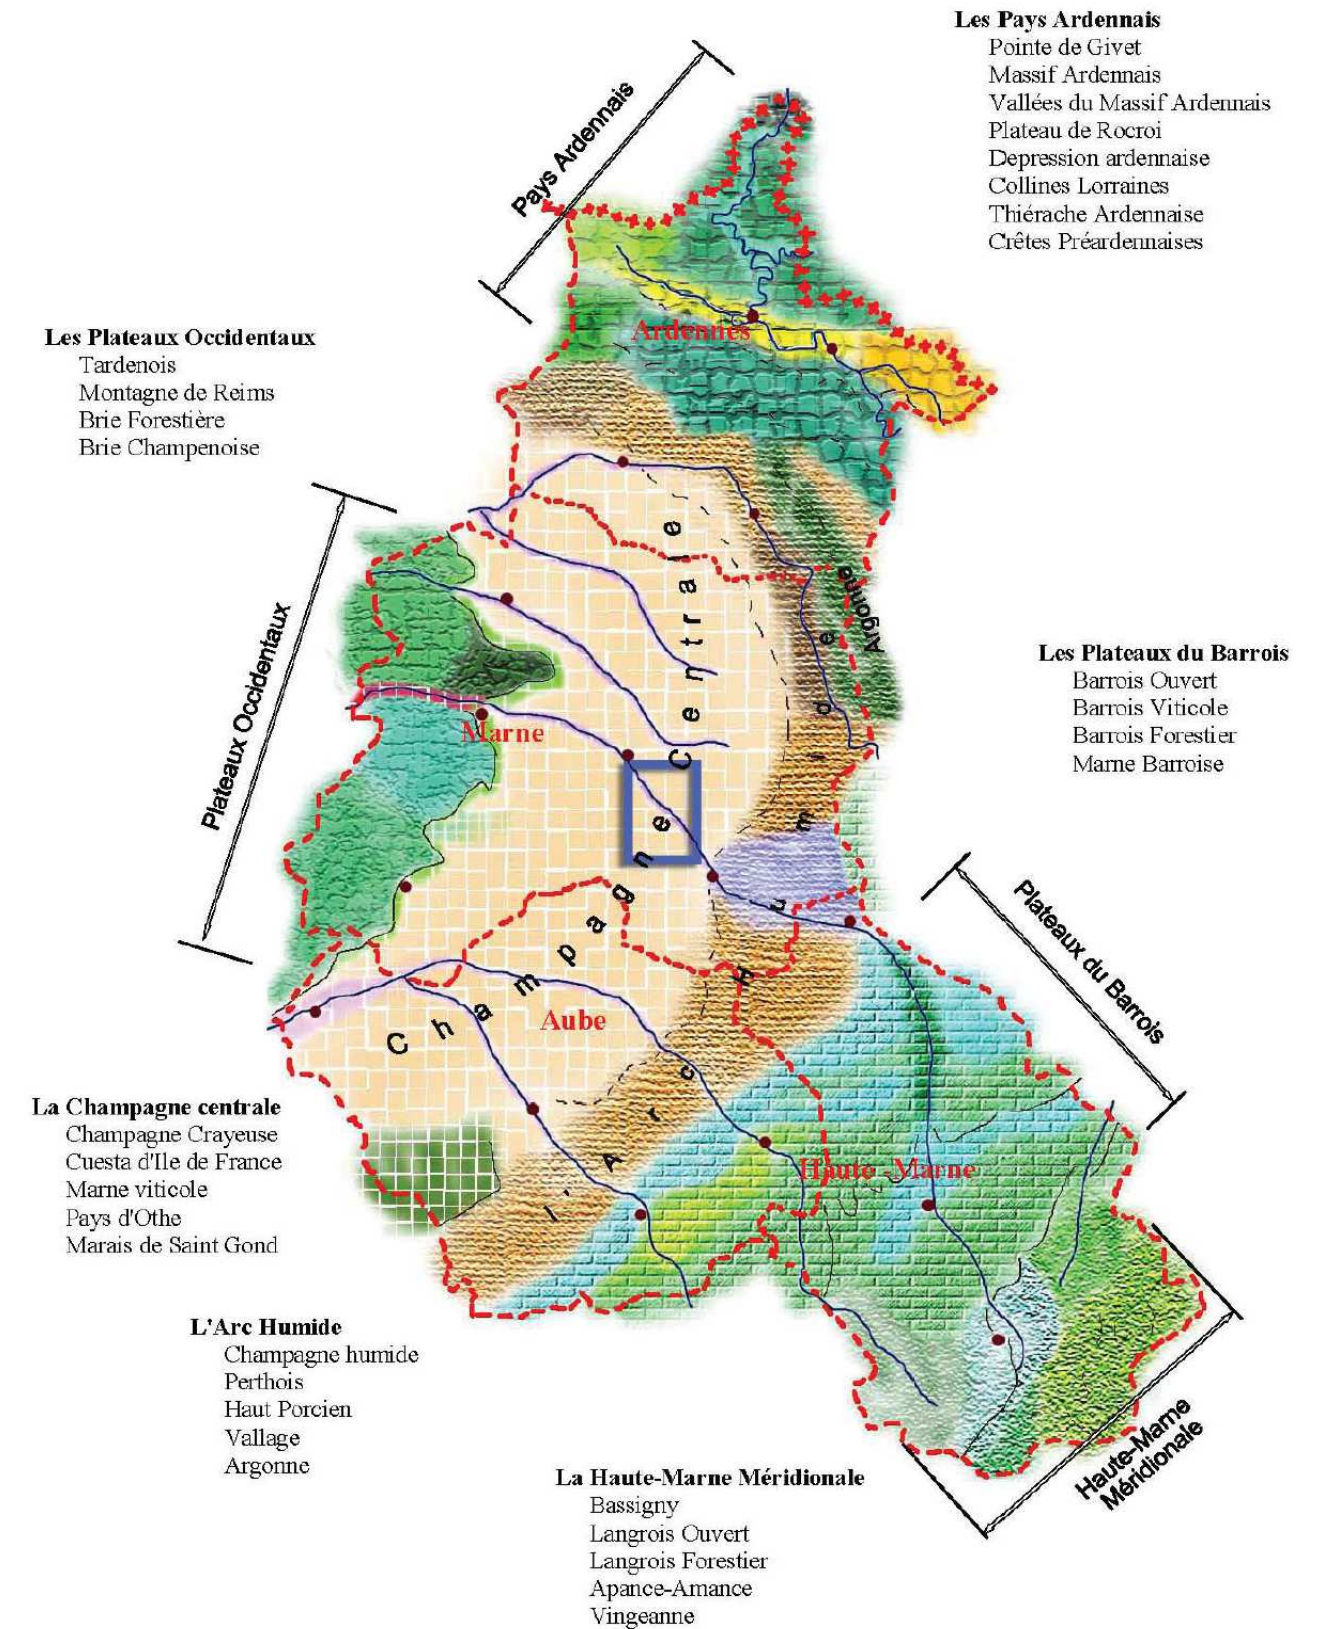 Les Pays Ardennais
Pointe de Givet
Massif Ardennais
Vallées du Massif Ardennais
Plateau de Rocroi
Depression ardennaise
Collines Lorraines
Thiérache Ardennaise
Crêtes Préardennaises
Pays Ardennais
Ardennes
Les Plateaux Occidentaux
Tardenois
Montagne de Reims
Brie Forestière
Brie Champenoise
Plateaux Occidentaux
Argonne
Marne
Les Plateaux du Barrois
Barrois Ouvert
Barrois Viticole
Barrois Forestier
Marne Barroise
Plateaux du Barrois
Champagne Centrale
L'Arc Humide
Aube
Haute-Marne
La Champagne centrale
Champagne Crayeuse
Cuesta d'Ile de France
Marne viticole
Pays d'Othe
Marais de Saint Gond
L'Arc Humide
Champagne humide
Perthois
Haut Porcien
Vallage
Argonne
La Haute-Marne Méridionale
Bassigny
Langrois Ouvert
Langrois Forestier
Apance-Amance
Vingeanne
Haute-Marne
Méridionale